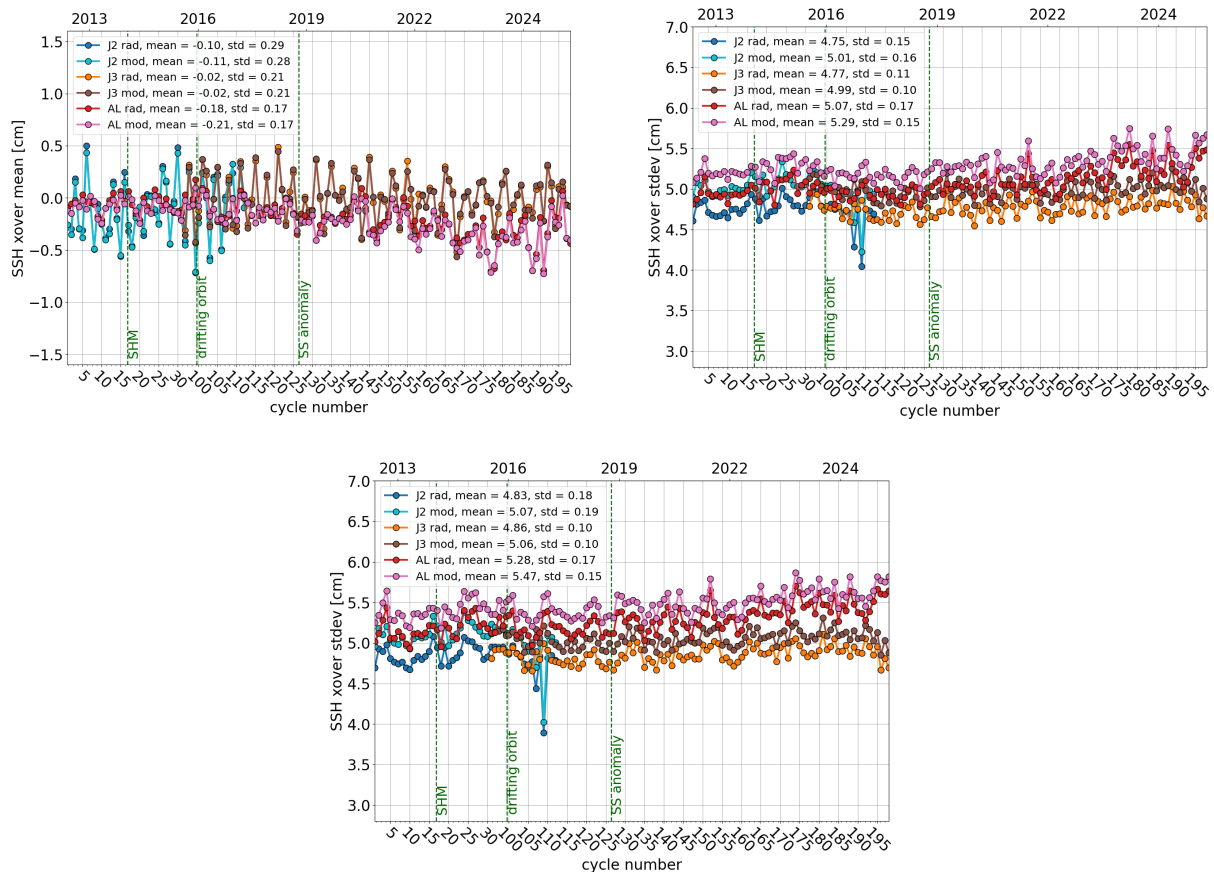 2013 2016 2019 2022 2024
J2 rad, mean = -0.10, std = 0.29
J2 mod, mean = -0.11, std = 0.28
J3 rad, mean = -0.02, std = 0.21
J3 mod, mean = -0.02, std = 0.21
AL rad, mean = -0.18, std = 0.17
AL mod, mean = -0.21, std = 0.17
1.5
1.0
0.5
0.0
−0.5
−1.0
−1.5
SSH xover mean [cm]
SHM
drifting orbit
SS anomaly
5 10 15 20 25 30 100 105 110 115 120 125 130 135 140 145 150 155 160 165 170 175 180 185 190 195
cycle number
2013 2016 2019 2022 2024
J2 rad, mean = 4.75, std = 0.15
J2 mod, mean = 5.01, std = 0.16
J3 rad, mean = 4.77, std = 0.11
J3 mod, mean = 4.99, std = 0.10
AL rad, mean = 5.07, std = 0.17
AL mod, mean = 5.29, std = 0.15
7.0
6.5
6.0
5.5
5.0
4.5
4.0
3.5
3.0
SSH xover stdev [cm]
SHM
drifting orbit
SS anomaly
5 10 15 20 25 30 100 105 110 115 120 125 130 135 140 145 150 155 160 165 170 175 180 185 190 195
cycle number
2013 2016 2019 2022 2024
J2 rad, mean = 4.83, std = 0.18
J2 mod, mean = 5.07, std = 0.19
J3 rad, mean = 4.86, std = 0.10
J3 mod, mean = 5.06, std = 0.10
AL rad, mean = 5.28, std = 0.17
AL mod, mean = 5.47, std = 0.15
7.0
6.5
6.0
5.5
5.0
4.5
4.0
3.5
3.0
SSH xover stdev [cm]
SHM
drifting orbit
SS anomaly
5 10 15 20 25 30 100 105 110 115 120 125 130 135 140 145 150 155 160 165 170 175 180 185 190 195
cycle number